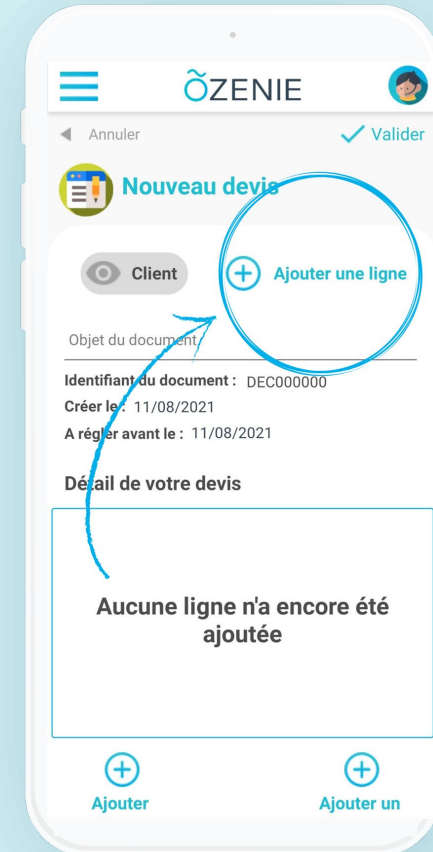 ÕZENIE
Annuler
Valider
Nouveau devis
Client
Ajouter une ligne
Objet du document
Identifiant du document : DEC000000
Créer le : 11/08/2021
A régler avant le : 11/08/2021
Détail de votre devis
Aucune ligne n'a encore été
ajoutée
Ajouter
Ajouter un